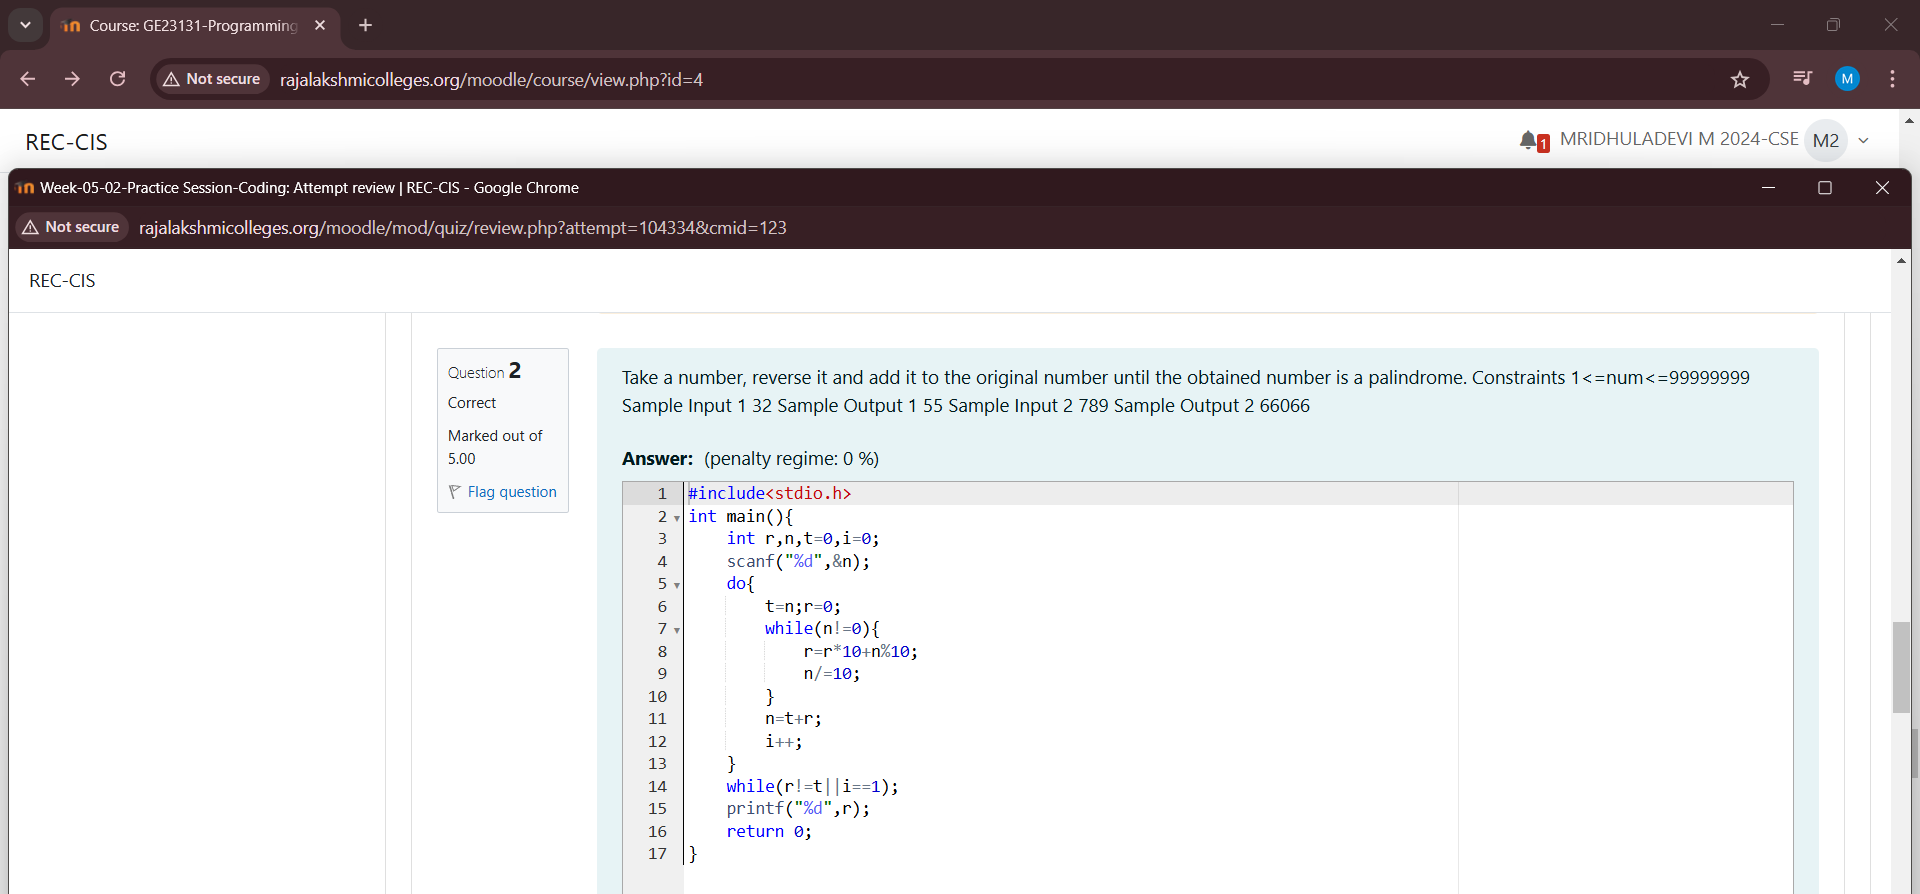 Course: GE23131-Programming
Not secure rajalakshmicolleges.org/moodle/course/view.php?id=4
M
REC-CIS
1 MRIDHULADEVI M 2024-CSE M2
Week-05-02-Practice Session-Coding: Attempt review | REC-CIS - Google Chrome
Not secure rajalakshmicolleges.org/moodle/mod/quiz/review.php?attempt=104334&cmid=123
REC-CIS
Question 2
Correct
Marked out of
5.00
Flag question
Take a number, reverse it and add it to the original number until the obtained number is a palindrome. Constraints 1<=num<=99999999
Sample Input 1 32 Sample Output 1 55 Sample Input 2 789 Sample Output 2 66066
Answer: (penalty regime: 0 %)
1 #include<stdio.h>
2 int main(){
3 int r,n,t=0,i=0;
4 scanf("%d",&n);
5 do{
6 t=n;r=0;
7 while(n!=0){
8 r=r*10+n%10;
9 n/=10;
10 }
11 n=t+r;
12 i++;
13 }
14 while(r!=t||i==1);
15 printf("%d",r);
16 return 0;
17 }